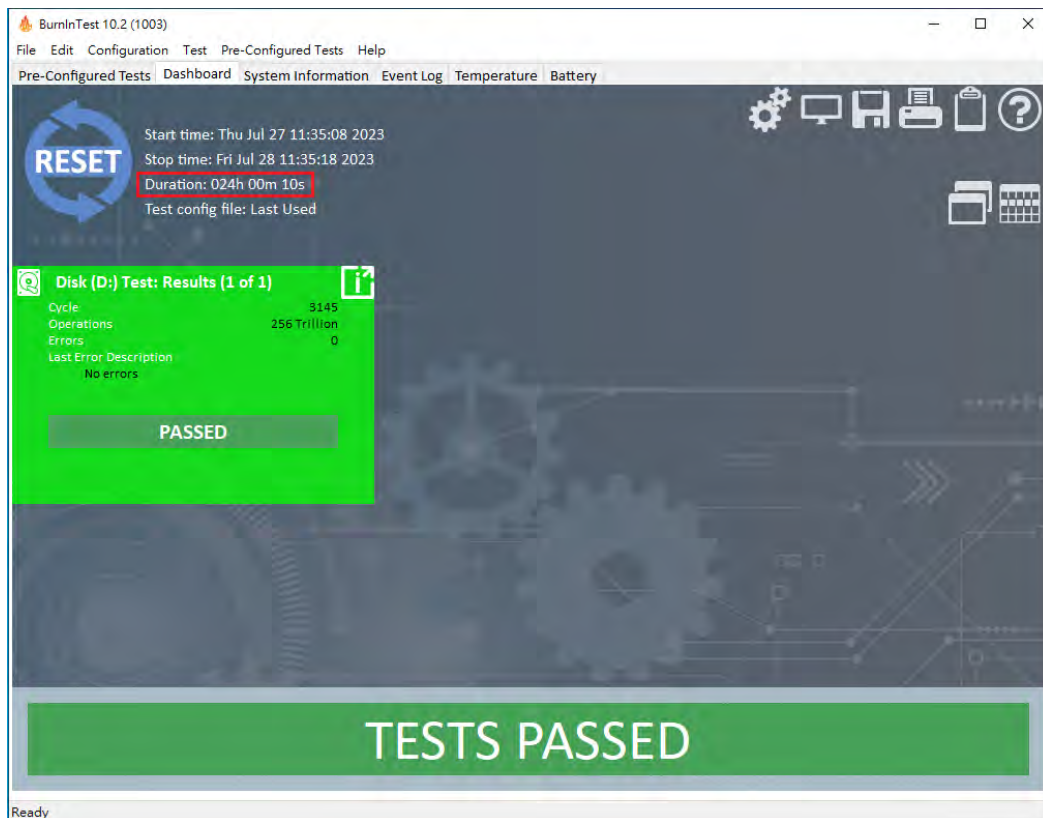 BurnInTest 10.2 (1003)
File Edit Configuration Test Pre-Configured Tests Help
Pre-Configured Tests Dashboard System Information Event Log Temperature Battery
RESET
Start time: Thu Jul 27 11:35:08 2023
Stop time: Fri Jul 28 11:35:18 2023
Duration: 024h 00m 10s
Test config file: Last Used
Disk (D:) Test: Results (1 of 1)
Cycle 3145
Operations 256 Trillion
Errors 0
Last Error Description
No errors
PASSED
TESTS PASSED
Ready